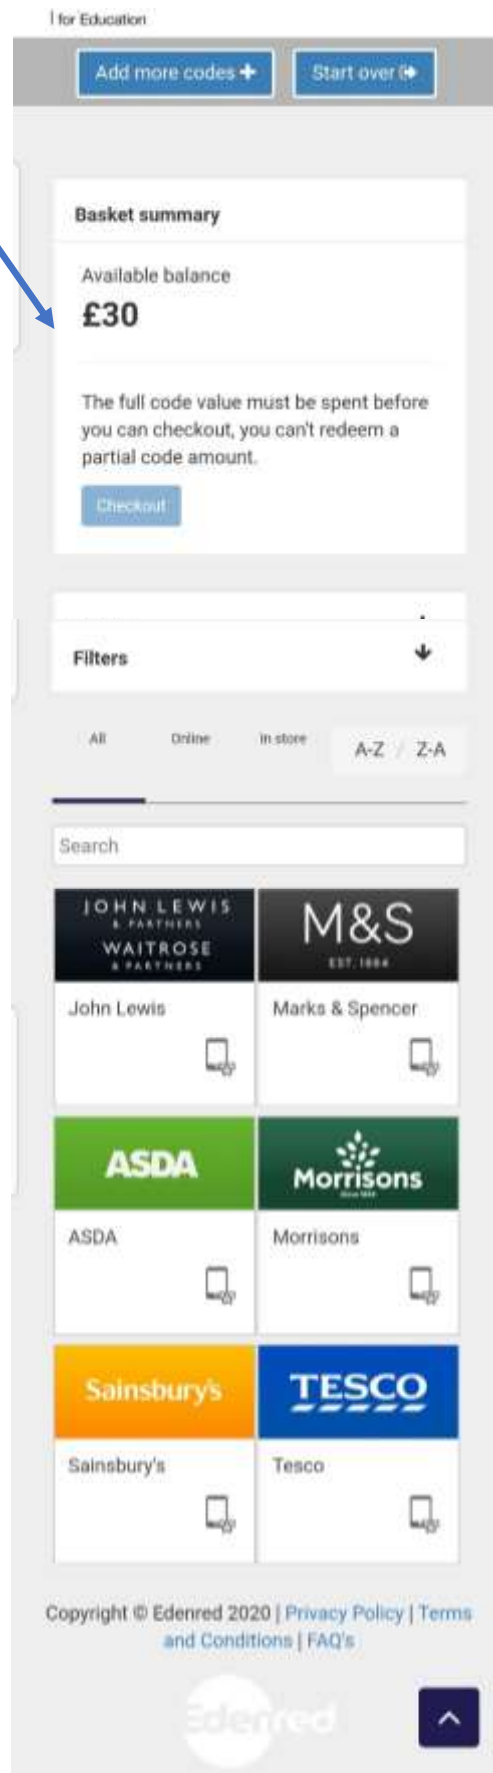 for Education
Add more codes
Start over
Basket summary
Available balance
£30
The full code value must be spent before
you can checkout, you can't redeem a
partial code amount.
Checkout
Filters
All Online In store A-Z / Z-A
Search
JOHN LEWIS
& PARTNERS
WAITROSE
& PARTNERS
M&S
EST. 1884
John Lewis
Marks & Spencer
ASDA
Morrisons
Since 1899
ASDA
Morrisons
Sainsbury's
TESCO
Sainsbury's
Tesco
Copyright © Edenred 2020 | Privacy Policy | Terms
and Conditions | FAQ's
Edenred